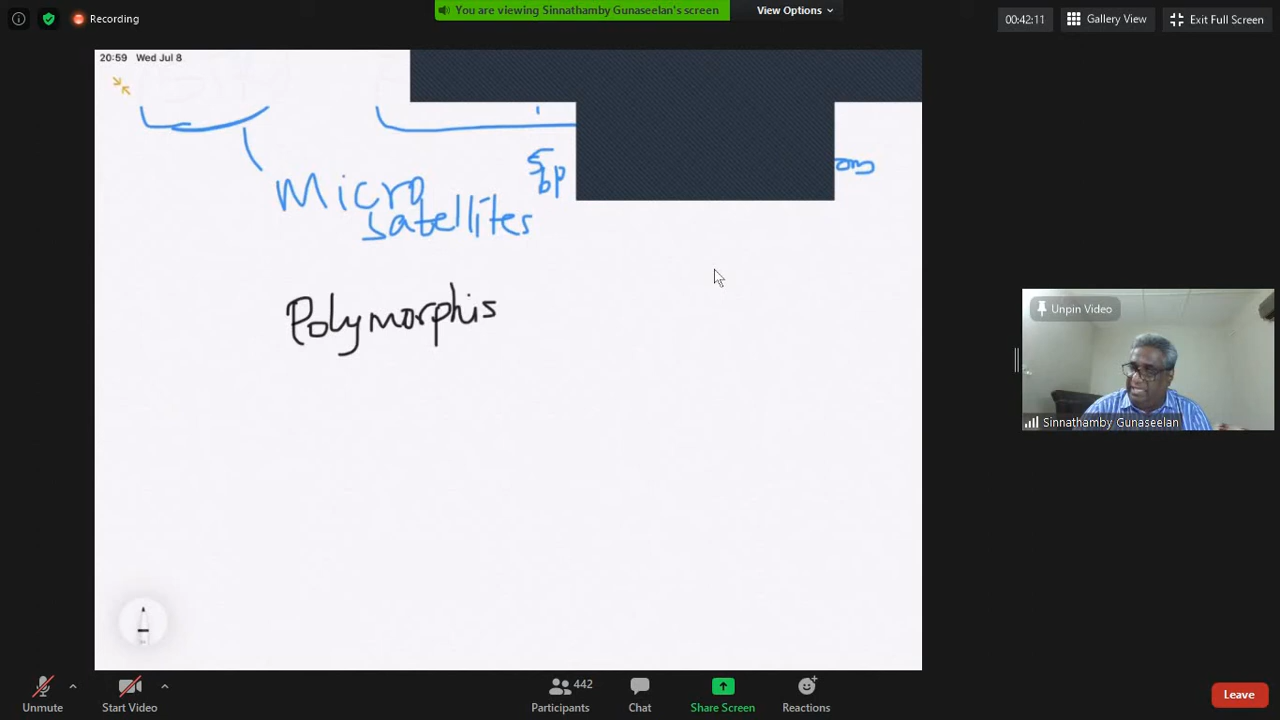 Recording
You are viewing Sinnathamby Gunaseelan's screen
View Options
00:42:11
Gallery View
Exit Full Screen
20:59 Wed Jul 8
Micro
satellites
5
bp
Polymorphis
Unpin Video
Sinnathamby Gunaseelan
Unmute
Start Video
442
Participants
Chat
Share Screen
Reactions
Leave